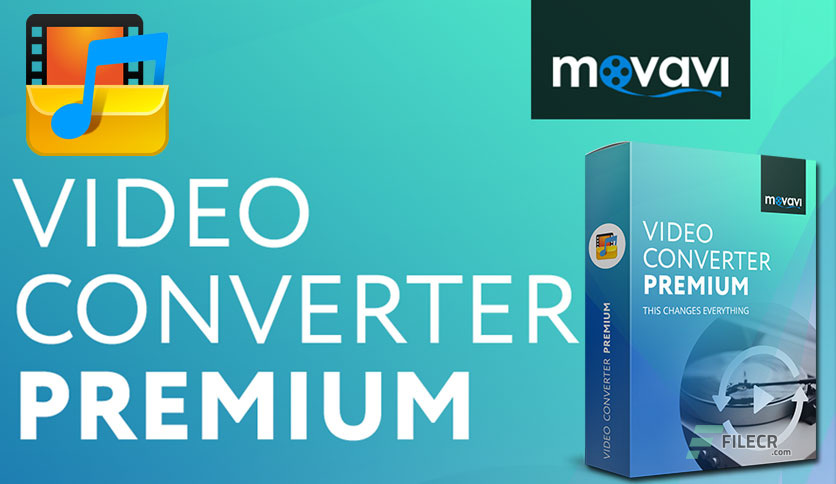 movavi
VIDEO
CONVERTER
PREMIUM
movavi
VIDEO
CONVERTER
PREMIUM
THIS CHANGES EVERYTHING
VIDEO CONVERTER PREMIUM
FILECR
.com